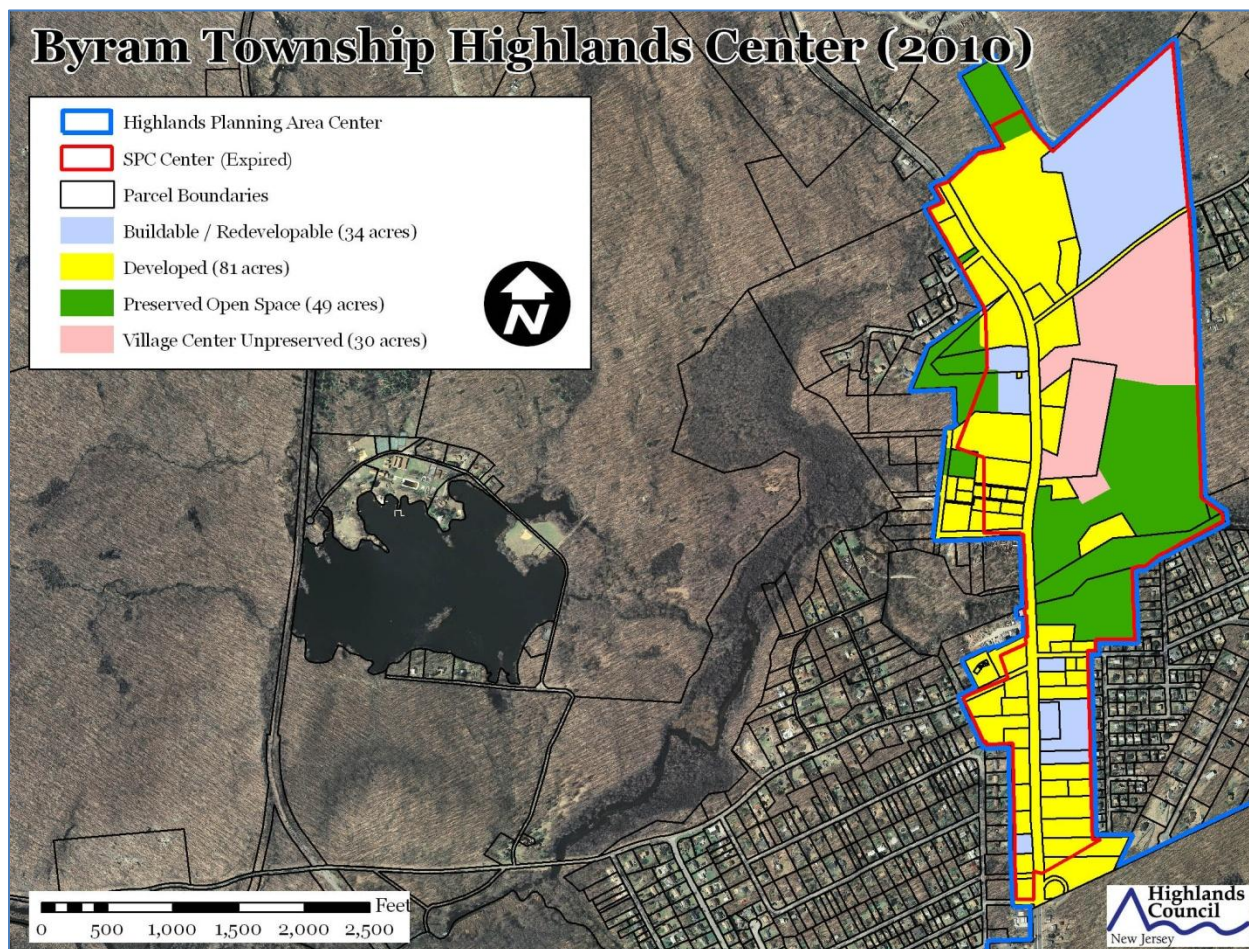 Byram Township Highlands Center (2010)
Highlands Planning Area Center
SPC Center (Expired)
Parcel Boundaries
Buildable / Redevelopable (34 acres)
Developed (81 acres)
Preserved Open Space (49 acres)
Village Center Unpreserved (30 acres)
N
Feet
0 500 1,000 1,500 2,000 2,500
Highlands
Council
New Jersey